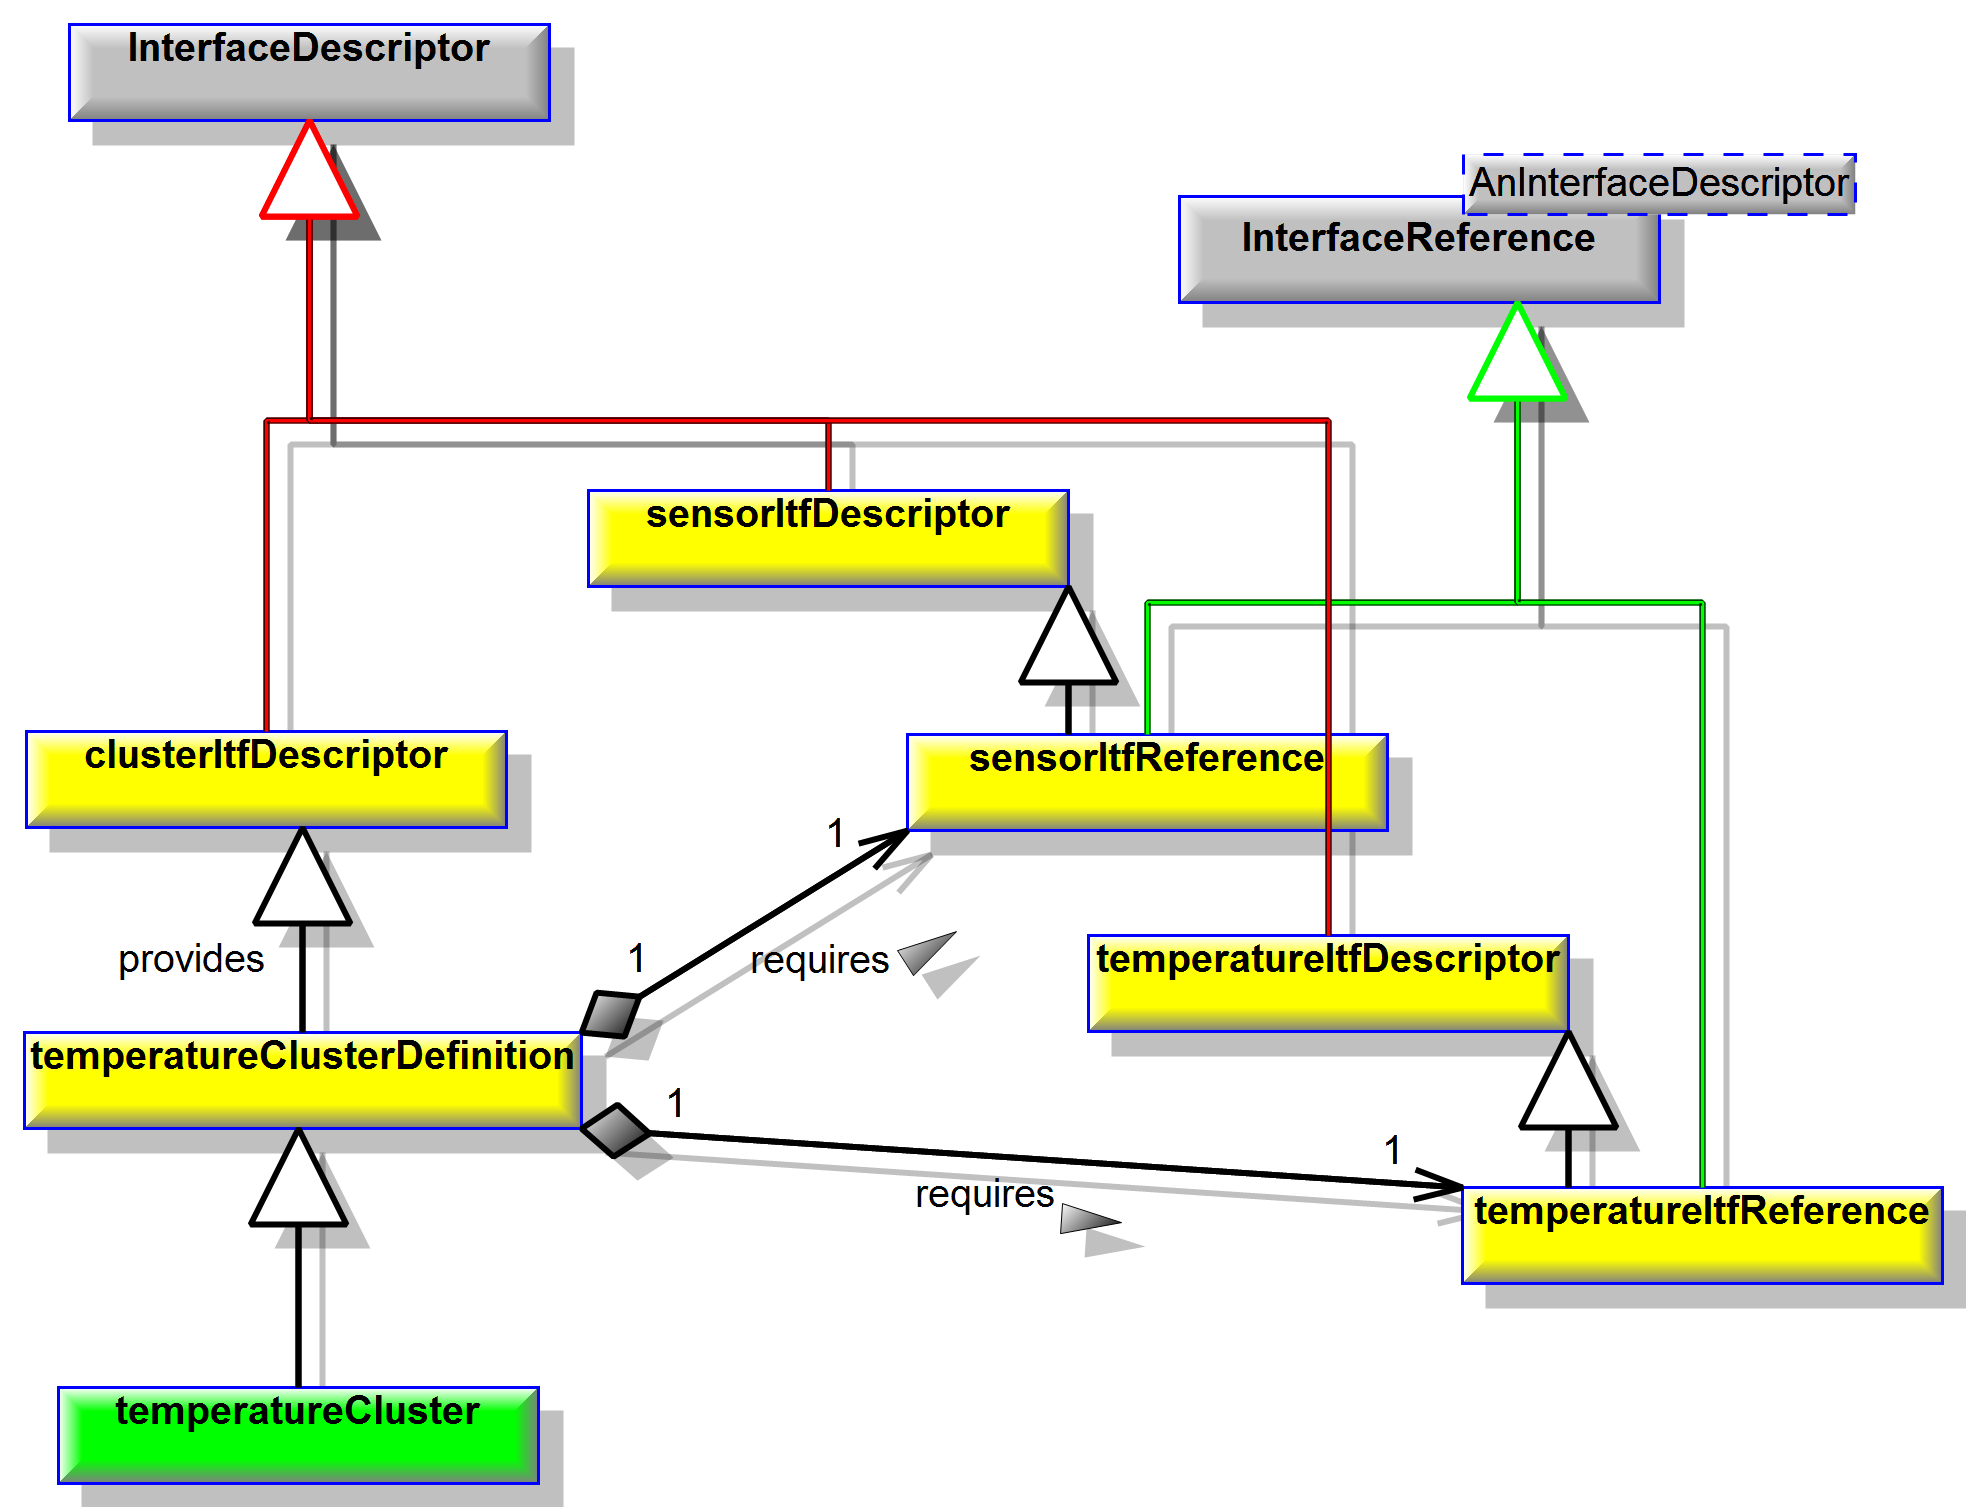 InterfaceDescriptor
AnInterfaceDescriptor
InterfaceReference
sensorItfDescriptor
clusterItfDescriptor
sensorItfReference
1
provides
1
requires
temperatureItfDescriptor
temperatureClusterDefinition
1
1
requires
temperatureItfReference
temperatureCluster